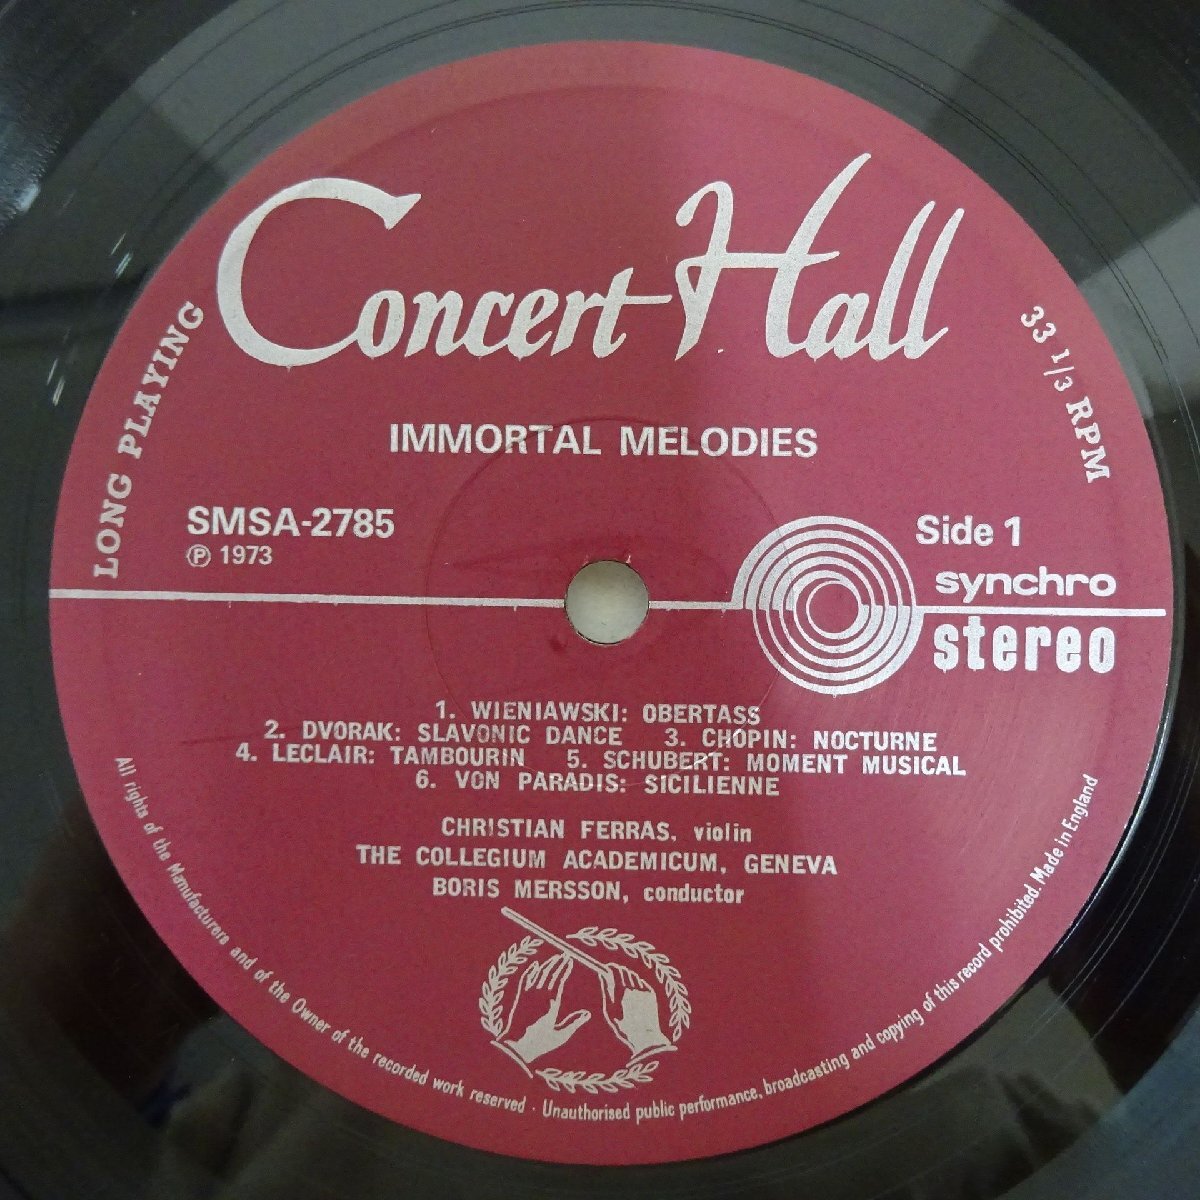 Concert Hall
LONG PLAYING
33 1/3 RPM
IMMORTAL MELODIES
SMSA-2785
℗ 1973
Side 1
synchro
stereo
1. WIENIAWSKI: OBERTASS
2. DVORAK: SLAVONIC DANCE 3. CHOPIN: NOCTURNE
4. LECLAIR: TAMBOURIN 5. SCHUBERT: MOMENT MUSICAL
6. VON PARADIS: SICILIENNE
CHRISTIAN FERRAS, violin
THE COLLEGIUM ACADEMICUM, GENEVA
BORIS MERSSON, conductor
All rights of the Manufacturers and of the Owner of the recorded work reserved · Unauthorised public performance, broadcasting and copying of this record prohibited. Made in England